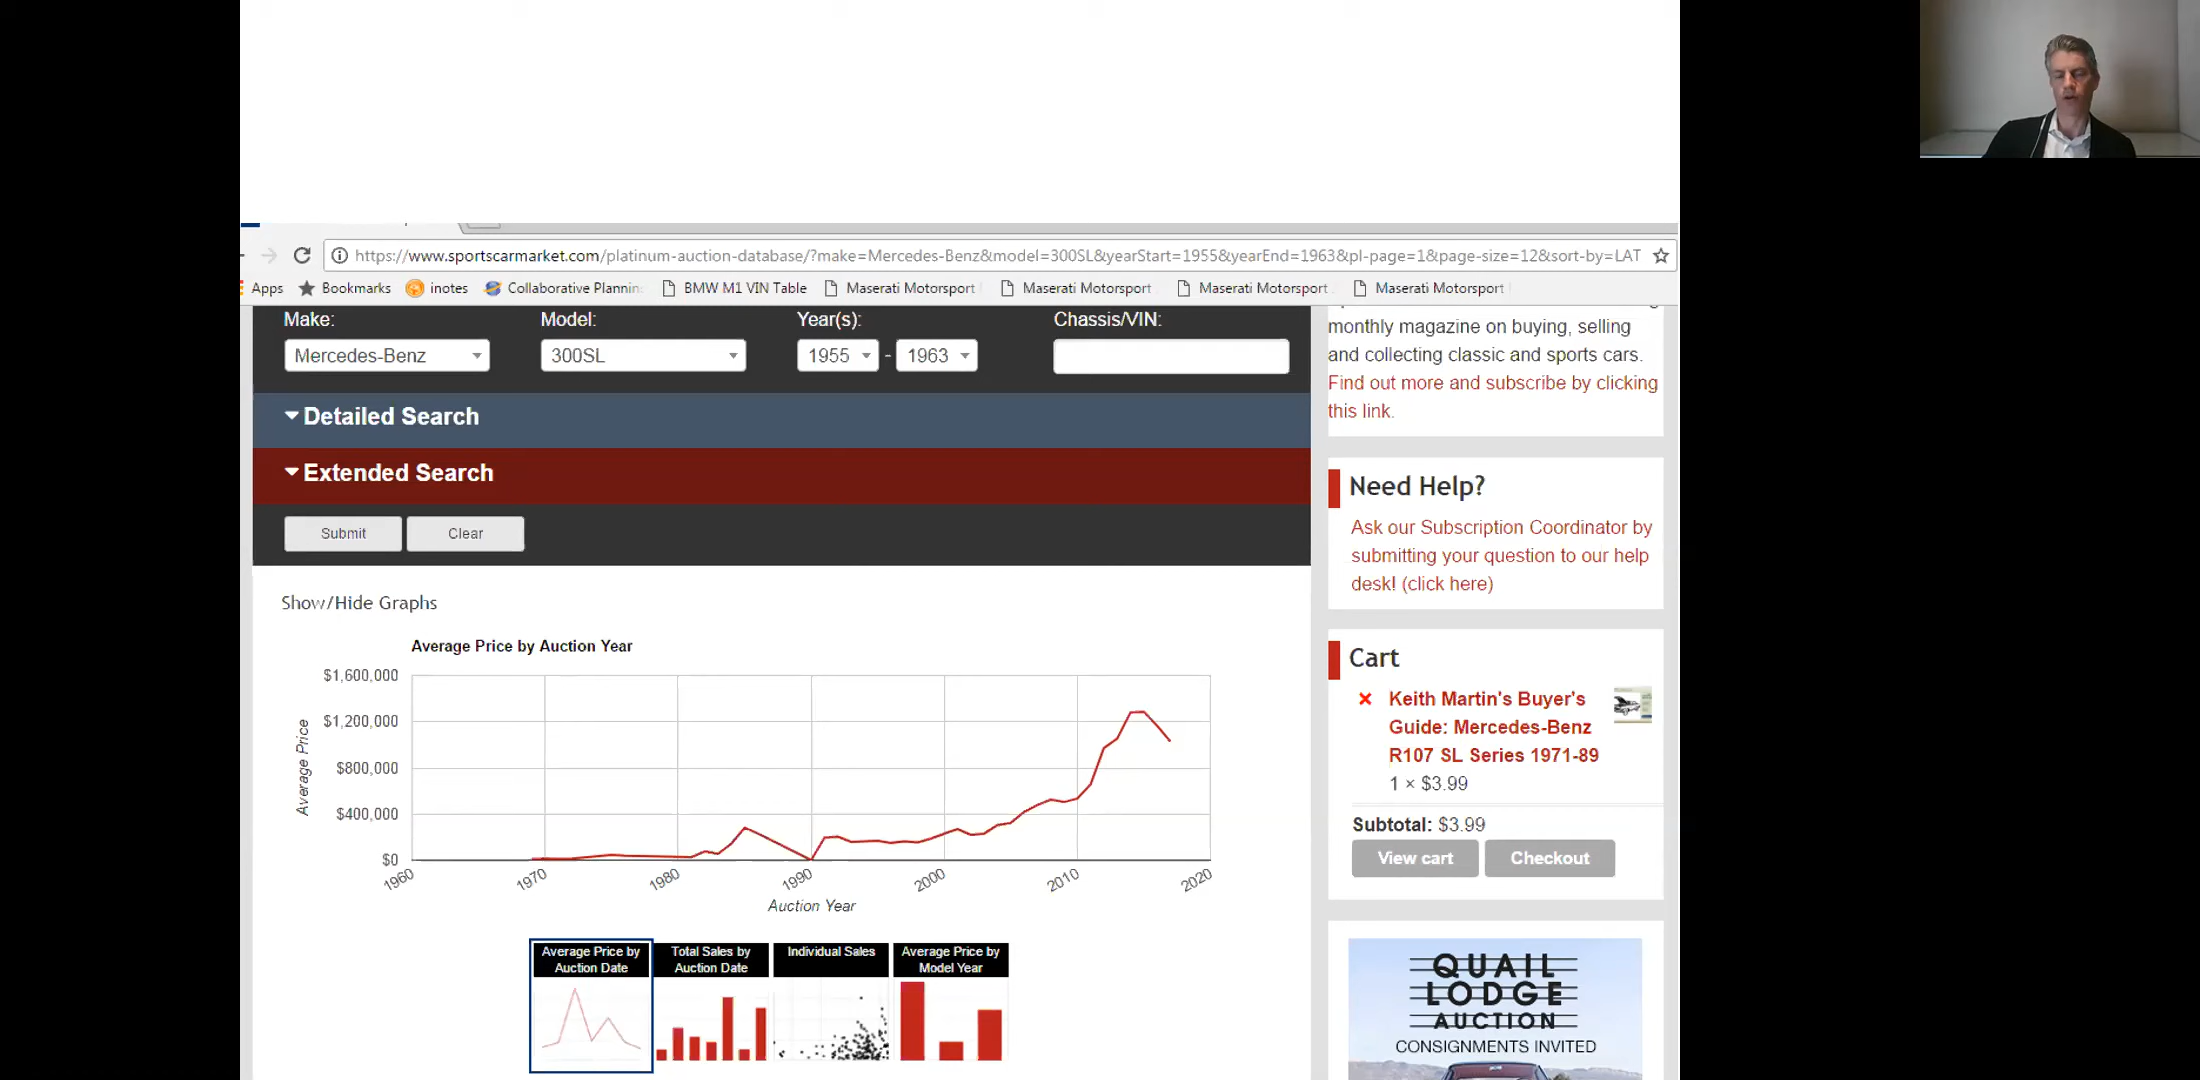 https://www.sportscarmarket.com/platinum-auction-database/?make=Mercedes-Benz&model=300SL&yearStart=1955&yearEnd=1963&pl-page=1&page-size=12&sort-by=LAT
Apps Bookmarks inotes Collaborative Plannin BMW M1 VIN Table Maserati Motorsport Maserati Motorsport Maserati Motorsport Maserati Motorsport
Make: Model: Year(s): Chassis/VIN:
Mercedes-Benz 300SL 1955 - 1963
Detailed Search
Extended Search
Submit Clear
Show/Hide Graphs
Average Price by Auction Year
$1,600,000
$1,200,000
$800,000
$400,000
$0
Average Price
1960 1970 1980 1990 2000 2010 2020
Auction Year
Average Price by
Auction Date
Total Sales by
Auction Date
Individual Sales
Average Price by
Model Year
monthly magazine on buying, selling
and collecting classic and sports cars.
Find out more and subscribe by clicking
this link.
Need Help?
Ask our Subscription Coordinator by
submitting your question to our help
desk! (click here)
Cart
Keith Martin's Buyer's
Guide: Mercedes-Benz
R107 SL Series 1971-89
1 × $3.99
Subtotal: $3.99
View cart Checkout
QUAIL
LODGE
AUCTION
CONSIGNMENTS INVITED